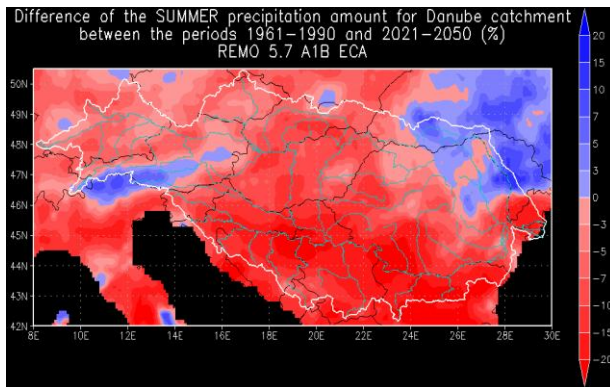 Difference of the SUMMER precipitation amount for Danube catchment
between the periods 1961-1990 and 2021-2050 (%)
REMO 5.7 A1B ECA
50N
49N
48N
47N
46N
45N
44N
43N
42N
8E 10E 12E 14E 16E 18E 20E 22E 24E 26E 28E 30E
20
15
10
7
5
3
0
-3
-5
-7
-10
-15
-20